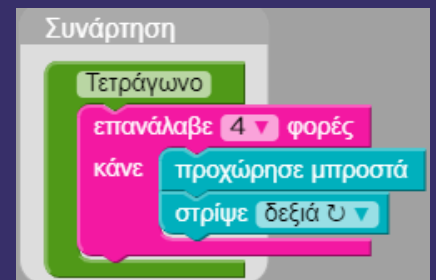 Συνάρτηση
Τετράγωνο
επανάλαβε 4 ▼ φορές
κάνε προχώρησε μπροστά
στρίψε δεξιά ↻ ▼